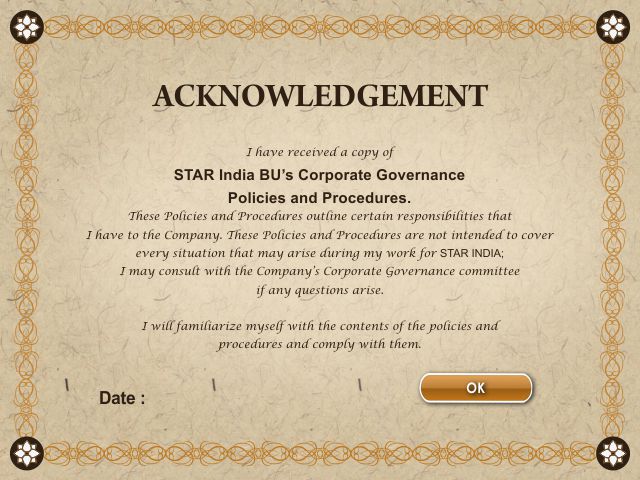 ACKNOWLEDGEMENT
I have received a copy of
STAR India BU's Corporate Governance
Policies and Procedures.
These Policies and Procedures outline certain responsibilities that
I have to the Company. These Policies and Procedures are not intended to cover
every situation that may arise during my work for STAR INDIA;
I may consult with the Company's Corporate Governance committee
if any questions arise.
I will familiarize myself with the contents of the policies and
procedures and comply with them.
Date :
OK